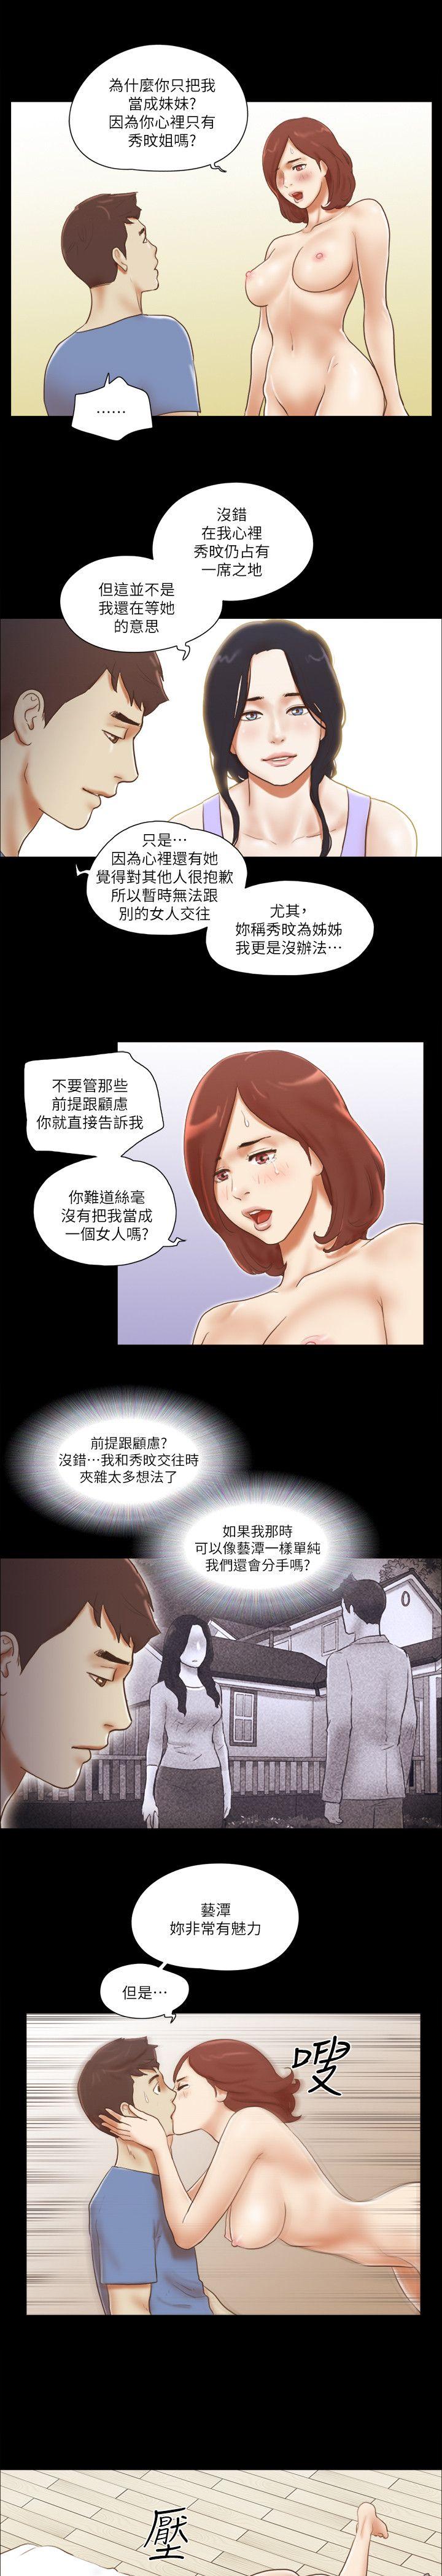 為什麼你只把我
當成妹妹?
因為你心裡只有
秀旼姐嗎?
……
沒錯
在我心裡
秀旼仍占有
一席之地
但這並不是
我還在等她
的意思
只是…
因為心裡還有她
覺得對其他人很抱歉
所以暫時無法跟
別的女人交往
尤其,
妳稱秀旼為姊姊
我更是沒辦法…
不要管那些
前提跟顧慮
你就直接告訴我
你難道絲毫
沒有把我當成
一個女人嗎?
前提跟顧慮?
沒錯…我和秀旼交往時
夾雜太多想法了
如果我那時
可以像藝潭一樣單純
我們還會分手嗎?
藝潭
妳非常有魅力
但是…
嗖
壓